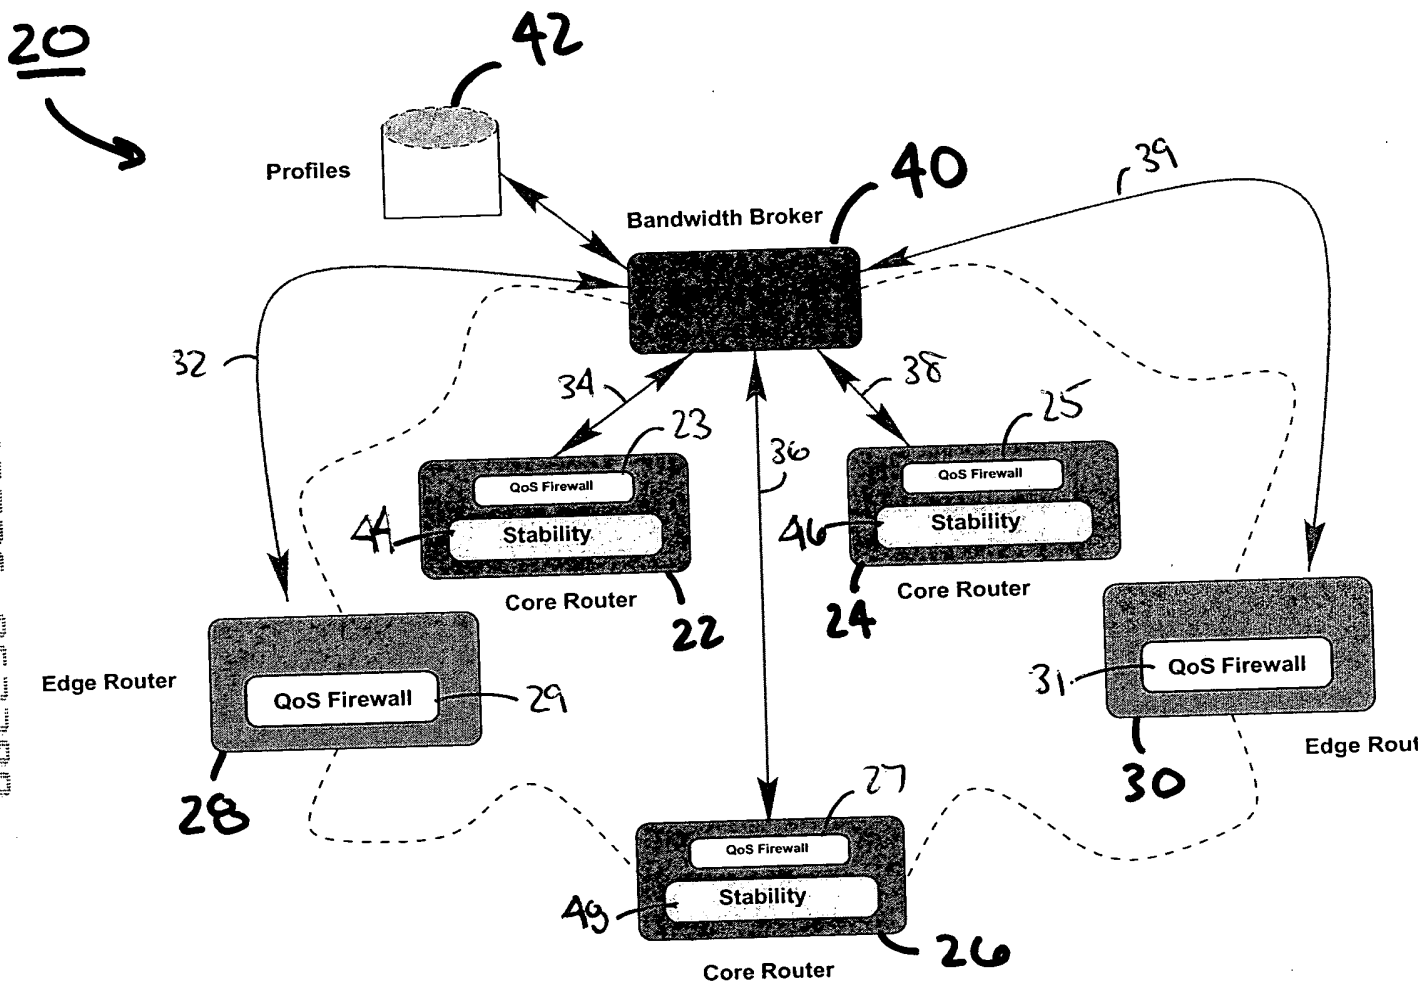 20
42
Profiles
40
39
Bandwidth Broker
32
34
38
36
23
QoS Firewall
44
Stability
Core Router
22
25
QoS Firewall
46
Stability
Core Router
24
Edge Router
QoS Firewall
29
28
31
QoS Firewall
30
Edge Rout
27
QoS Firewall
Stability
26
Core Router